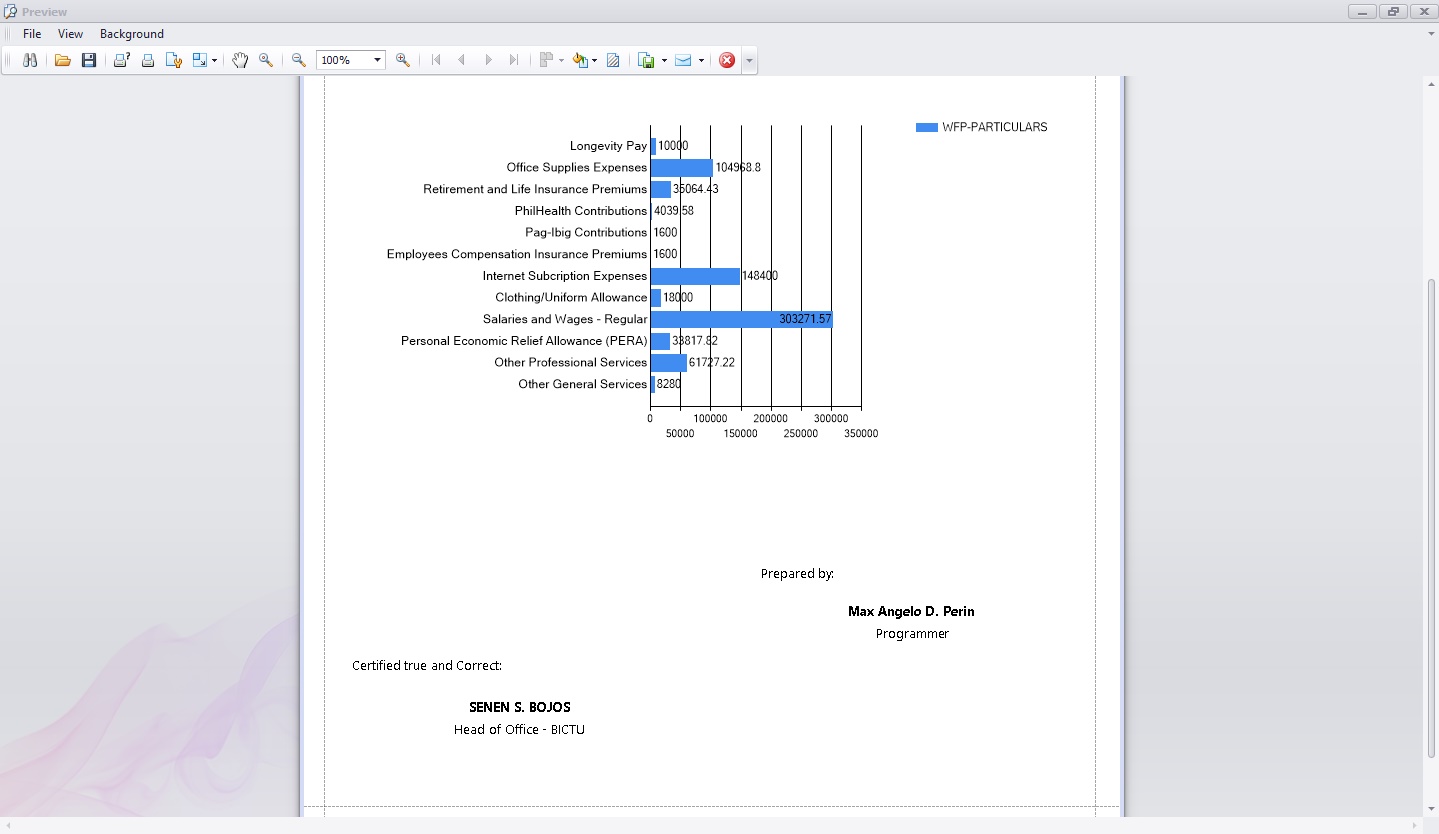 Preview
File View Background
100%
WFP-PARTICULARS
Longevity Pay 10000
Office Supplies Expenses 104968.8
Retirement and Life Insurance Premiums 35064.43
PhilHealth Contributions 4039.58
Pag-Ibig Contributions 1600
Employees Compensation Insurance Premiums 1600
Internet Subcription Expenses 148400
Clothing/Uniform Allowance 18000
Salaries and Wages - Regular 303271.57
Personal Economic Relief Allowance (PERA) 33817.82
Other Professional Services 61727.22
Other General Services 8280
0 100000 200000 300000
50000 150000 250000 350000
Prepared by:
Max Angelo D. Perin
Programmer
Certified true and Correct:
SENEN S. BOJOS
Head of Office - BICTU